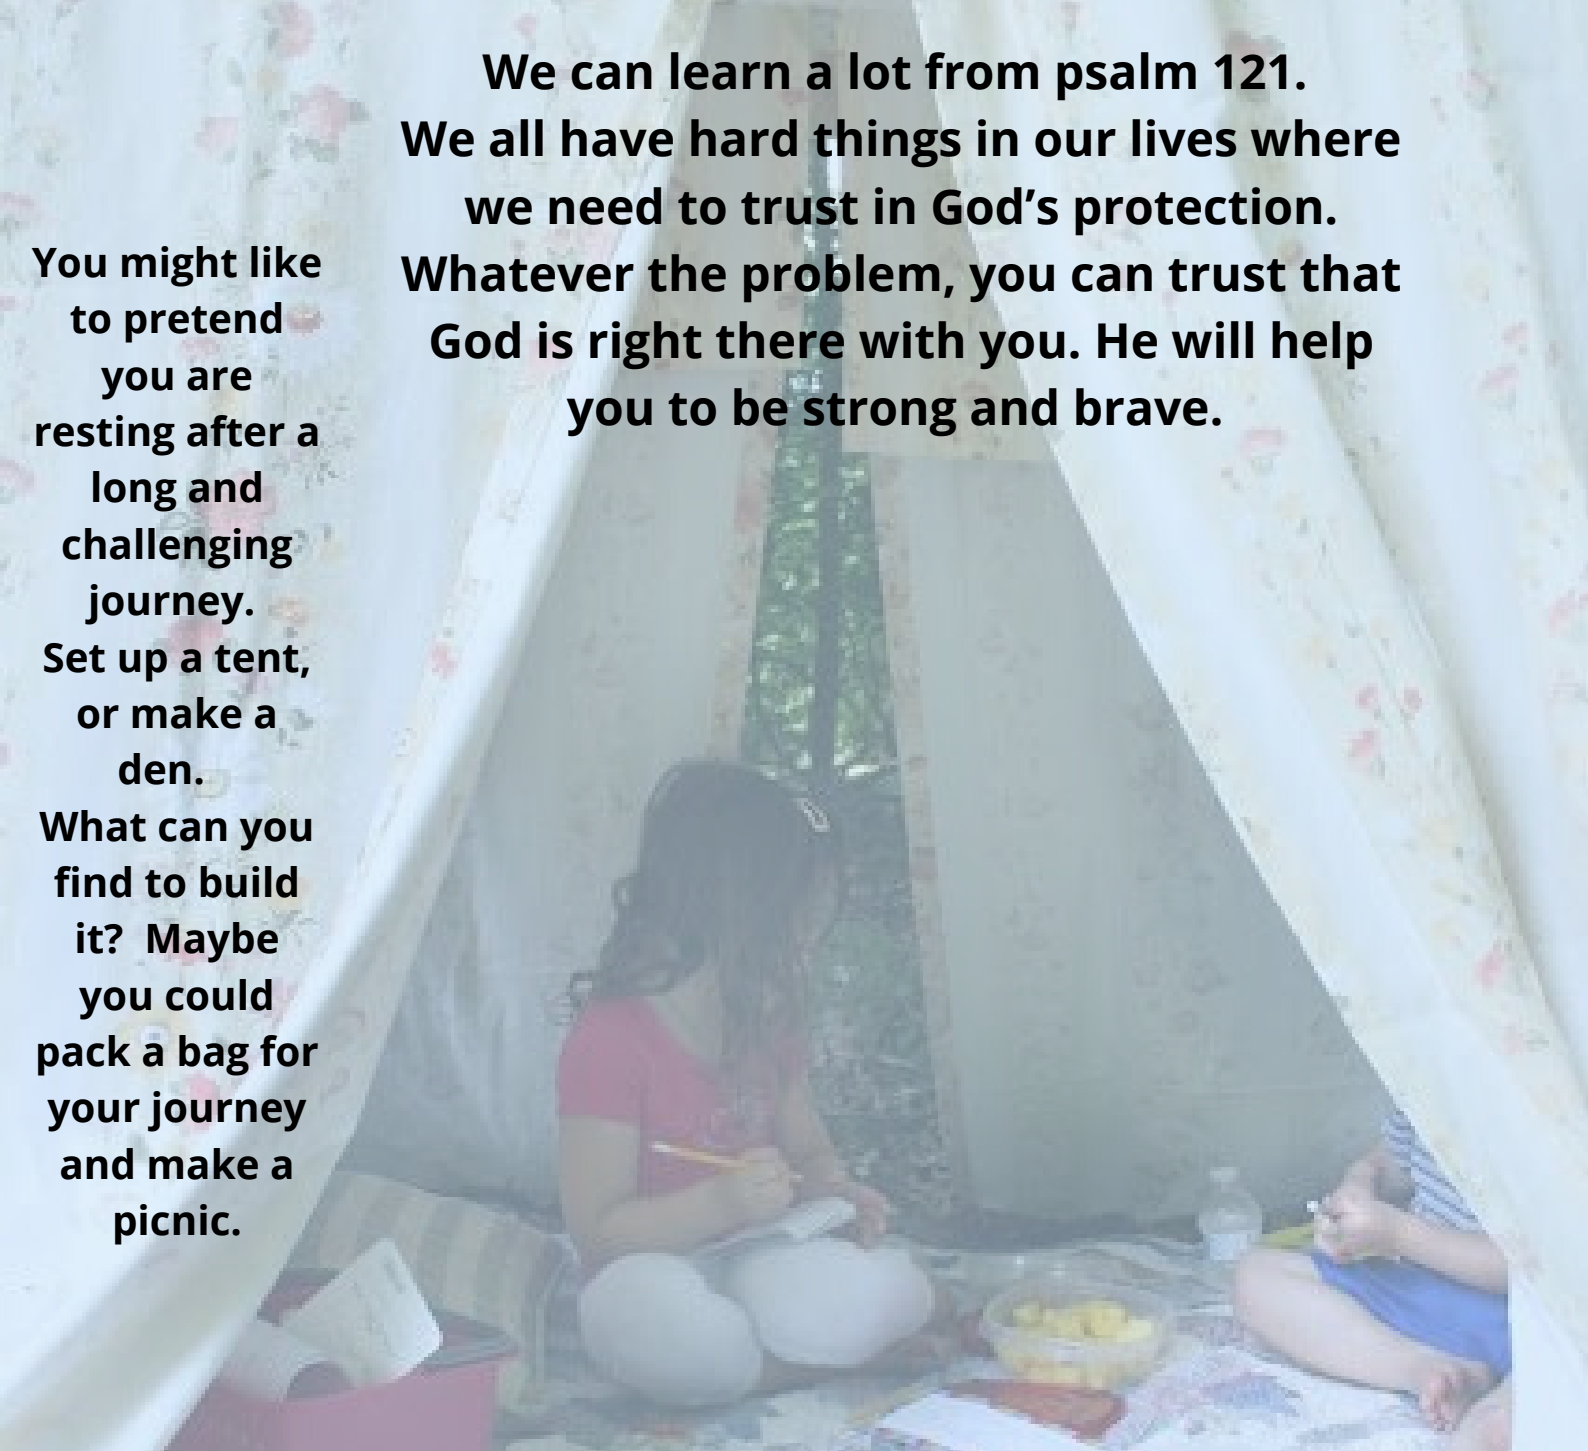 We can learn a lot from psalm 121.
We all have hard things in our lives where
we need to trust in God’s protection.
Whatever the problem, you can trust that
God is right there with you. He will help
you to be strong and brave.
You might like
to pretend
you are
resting after a
long and
challenging
journey.
Set up a tent,
or make a
den.
What can you
find to build
it?  Maybe
you could
pack a bag for
your journey
and make a
picnic.